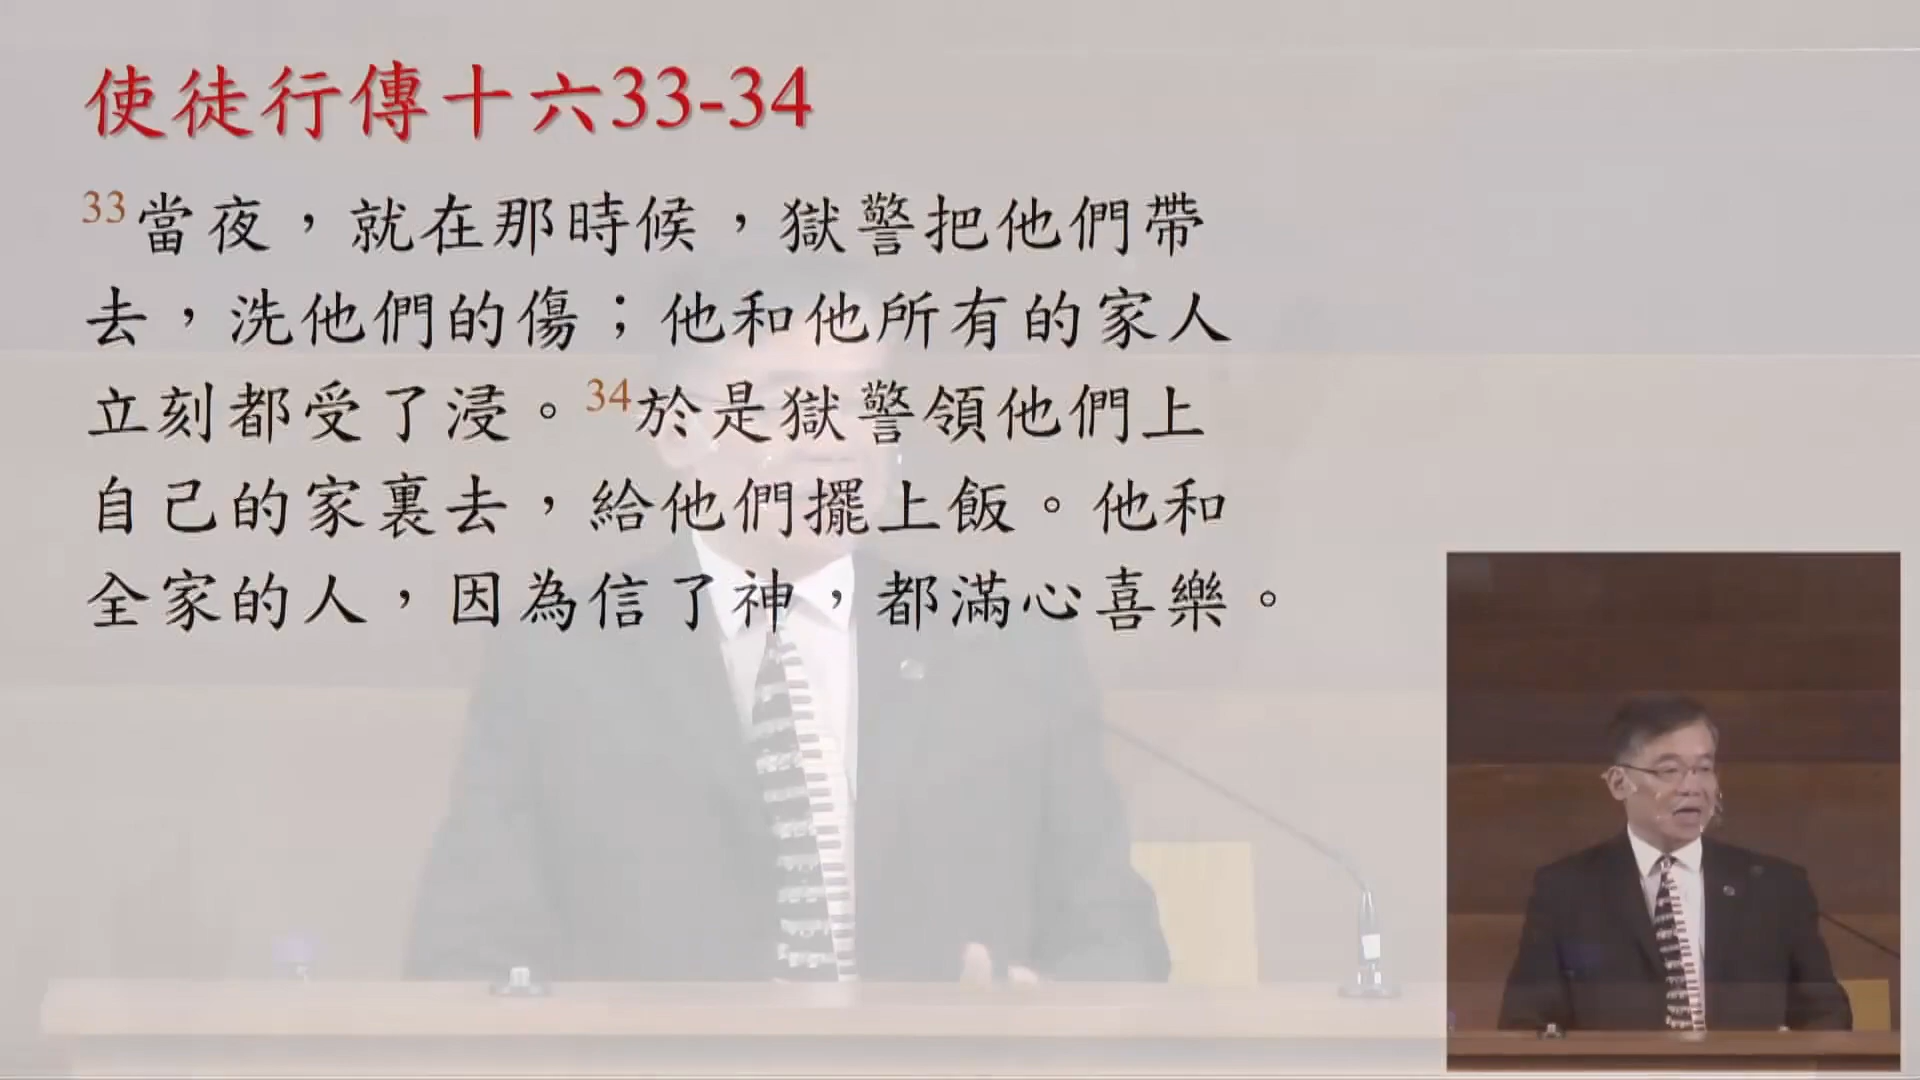 使徒行傳十六33-34
33當夜，就在那時候，獄警把他們帶
去，洗他們的傷；他和他所有的家人
立刻都受了浸。34於是獄警領他們上
自己的家裏去，給他們擺上飯。他和
全家的人，因為信了神，都滿心喜樂。